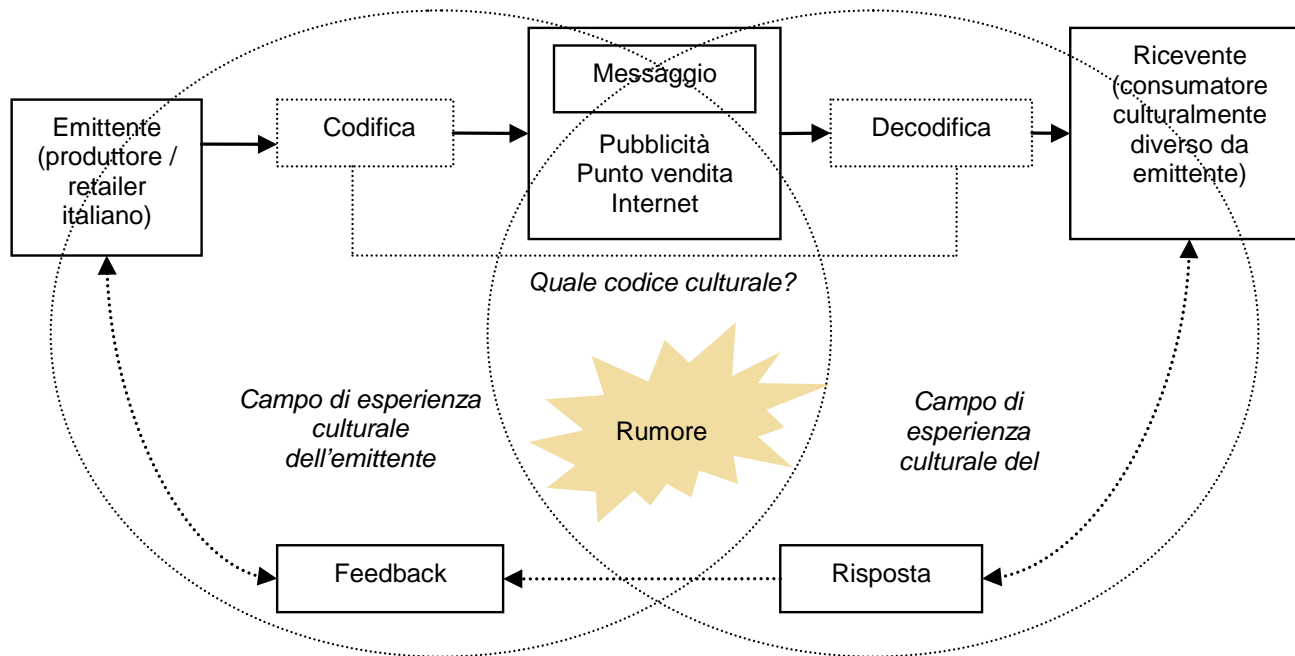 Emittente
(produttore /
retailer
italiano)
Codifica
Messaggio
Pubblicità
Punto vendita
Internet
Decodifica
Ricevente
(consumatore
culturalmente
diverso da
emittente)
Quale codice culturale?
Campo di esperienza
culturale
dell'emittente
Rumore
Campo di
esperienza
culturale del
Feedback
Risposta